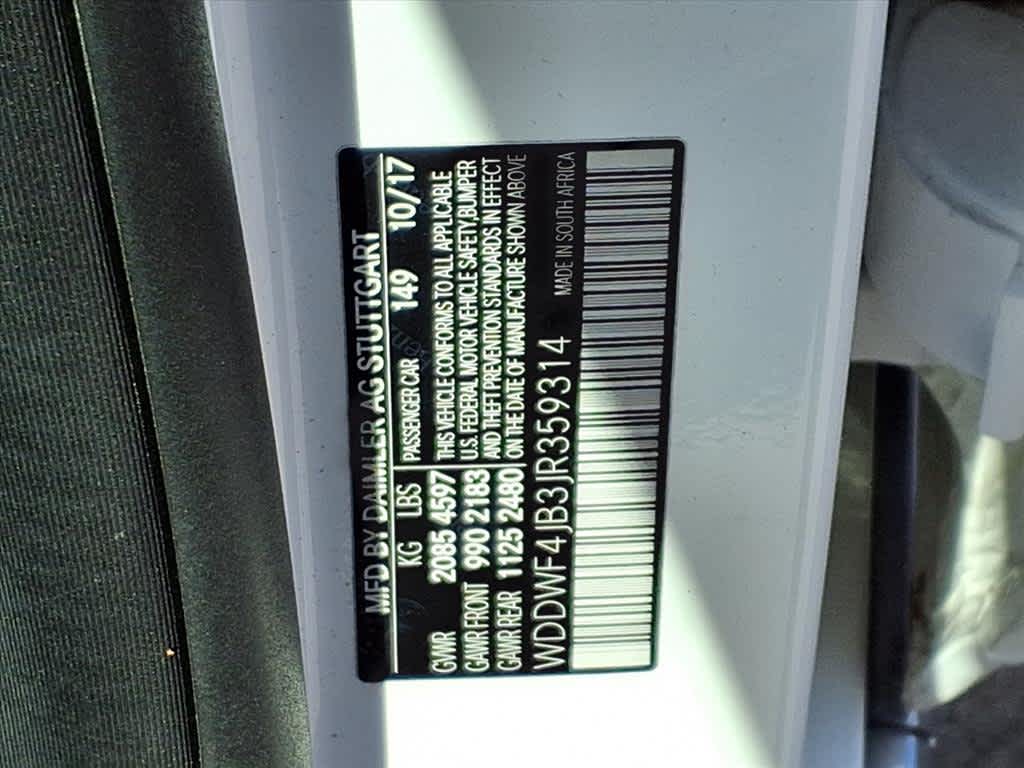 MFD BY DAIMLER AG STUTTGART
KG LBS PASSENGER CAR 149 10/17
GVWR 2085 4597
GAWR FRONT 990 2183
GAWR REAR 1125 2480
THIS VEHICLE CONFORMS TO ALL APPLICABLE
U.S. FEDERAL MOTOR VEHICLE SAFETY, BUMPER
AND THEFT PREVENTION STANDARDS IN EFFECT
ON THE DATE OF MANUFACTURE SHOWN ABOVE
WDDWF4JB3JR359314 MADE IN SOUTH AFRICA